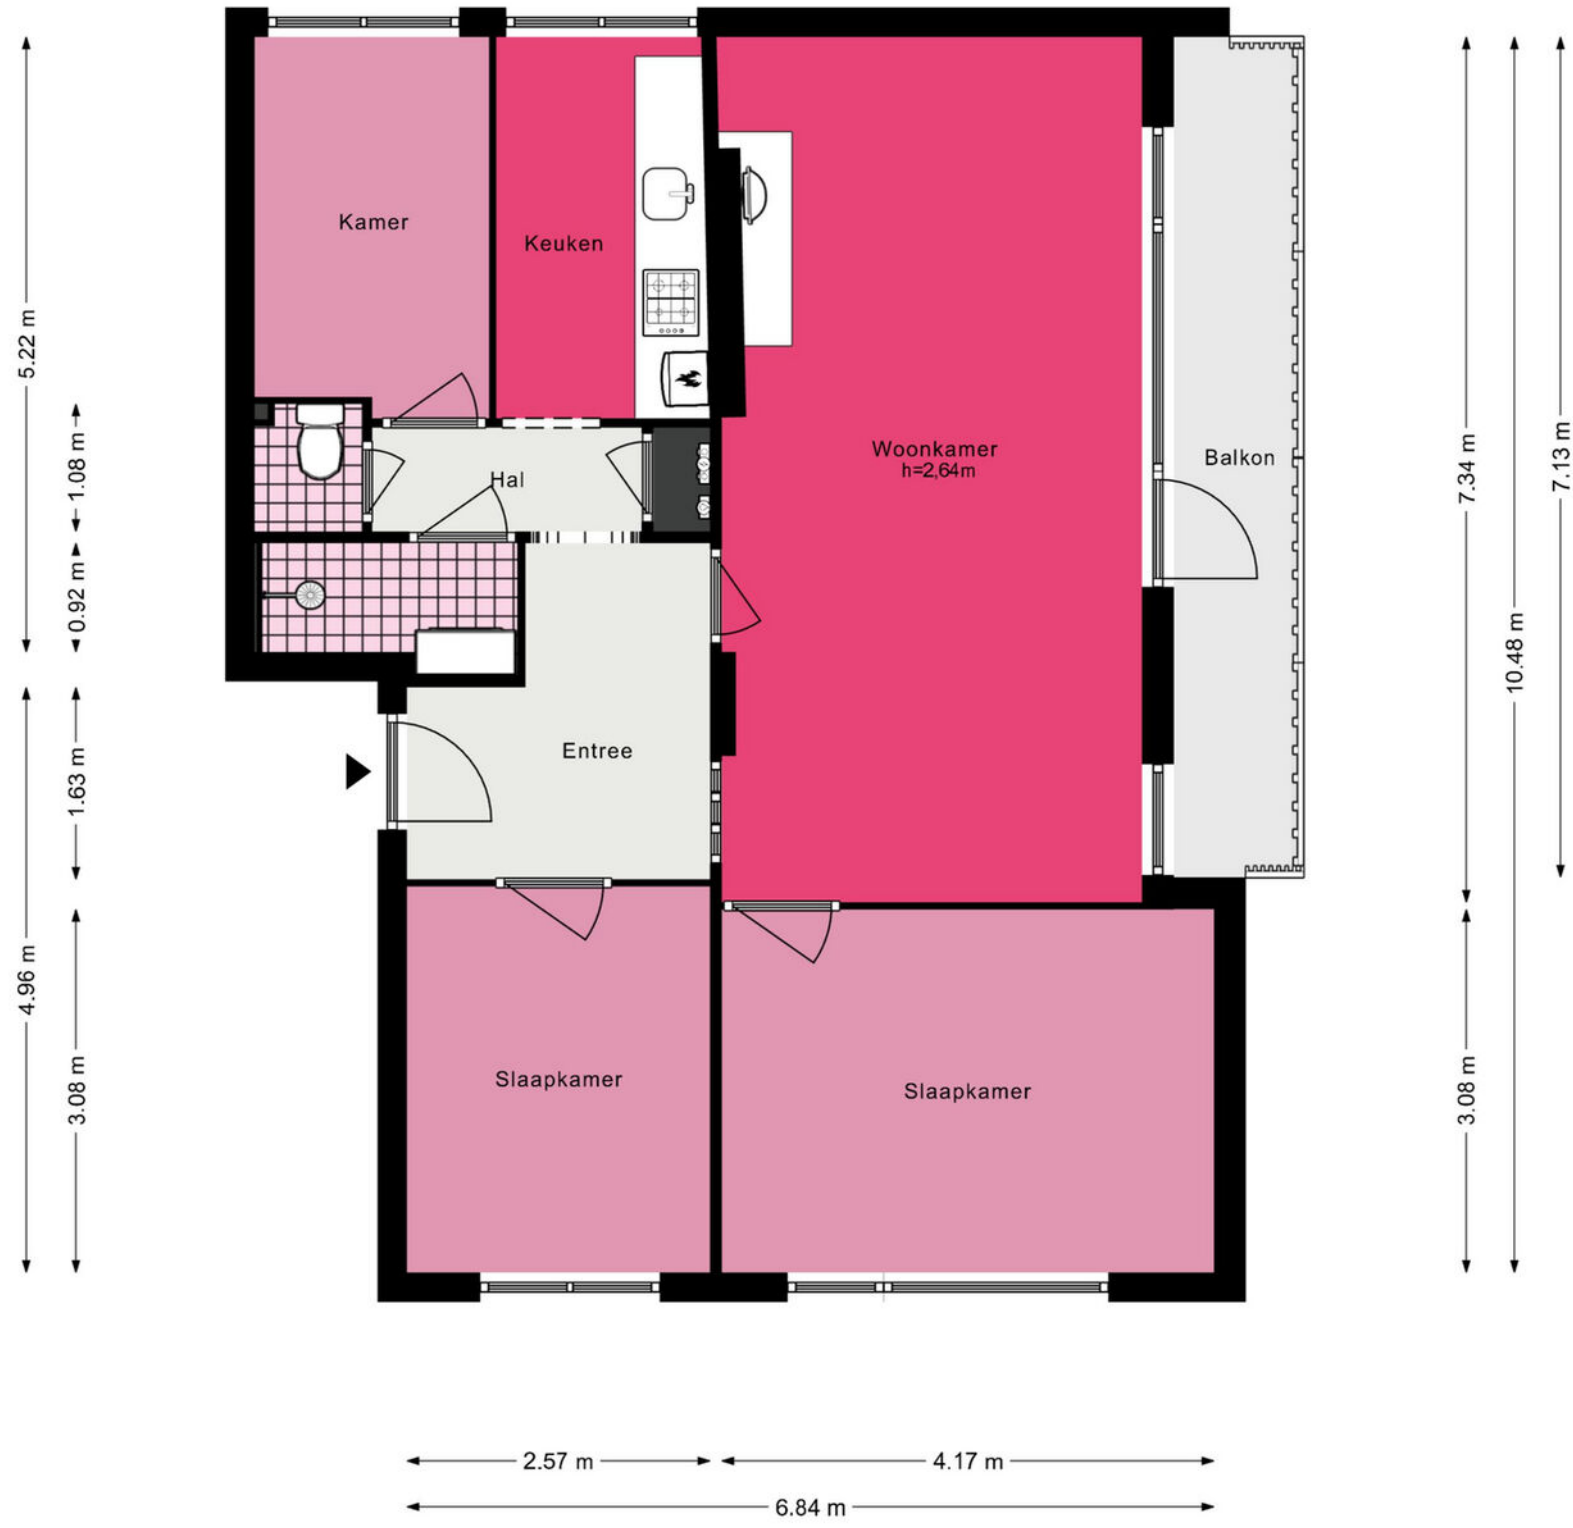 Kamer
Keuken
Woonkamer
h=2,64m
Balkon
Hal
Entree
Slaapkamer
Slaapkamer
5.22 m
1.08 m
0.92 m
1.63 m
4.96 m
3.08 m
7.34 m
10.48 m
7.13 m
3.08 m
2.57 m
4.17 m
6.84 m